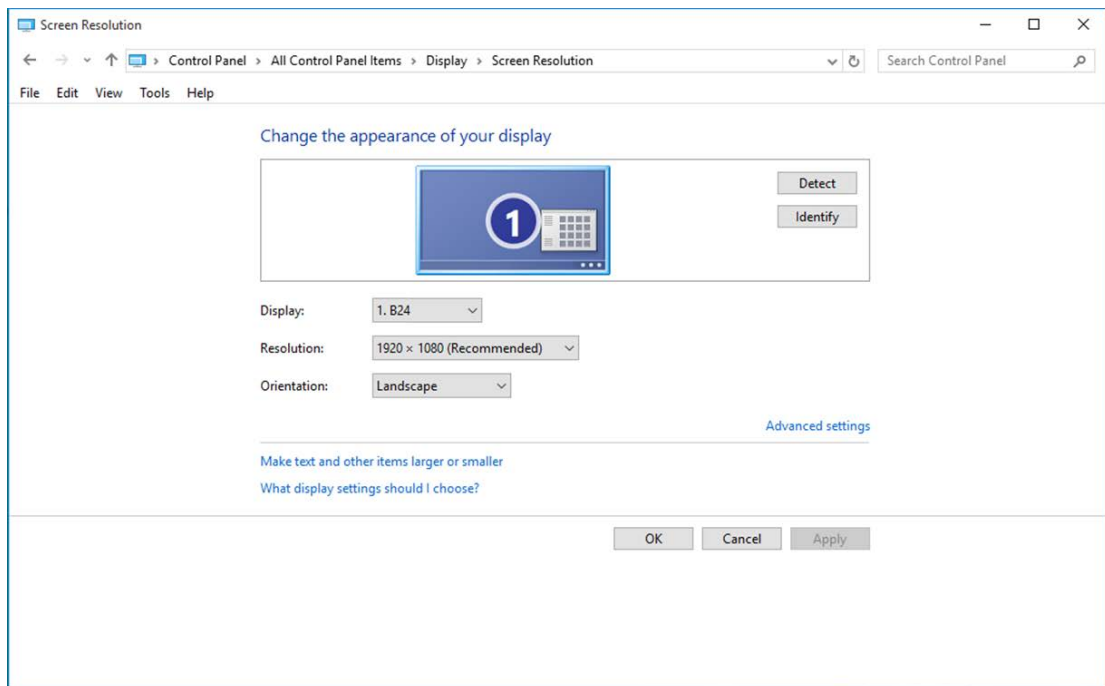 Screen Resolution
Control Panel > All Control Panel Items > Display > Screen Resolution
Search Control Panel
File Edit View Tools Help
Change the appearance of your display
1
Detect
Identify
Display: 1. B24
Resolution: 1920 × 1080 (Recommended)
Orientation: Landscape
Advanced settings
Make text and other items larger or smaller
What display settings should I choose?
OK Cancel Apply